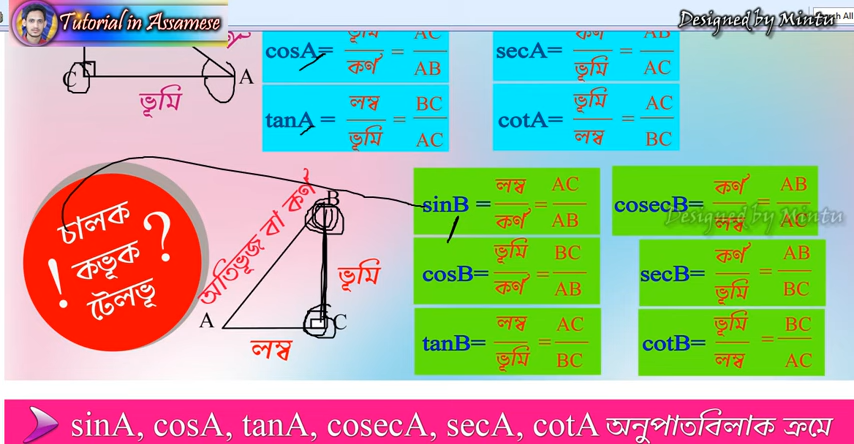 Tutorial in Assamese
Designed by Mintu
C
A
ভূমি
cosA= ভূমি/কৰ্ণ = AC/AB
secA= কৰ্ণ/ভূমি = AB/AC
tanA = লম্ব/ভূমি = BC/AC
cotA= ভূমি/লম্ব = AC/BC
চালক
কভূক
টেলভূ
! ?
B
অতিভূজ বা কৰ্ণ
ভূমি
A
C
লম্ব
sinB = লম্ব/কৰ্ণ = AC/AB
cosecB= কৰ্ণ/লম্ব = AB/AC
Designed by Mintu
cosB= ভূমি/কৰ্ণ = BC/AB
secB= কৰ্ণ/ভূমি = AB/BC
tanB= লম্ব/ভূমি = AC/BC
cotB= ভূমি/লম্ব = BC/AC
sinA, cosA, tanA, cosecA, secA, cotA অনুপাতবিলাক ক্ৰমে